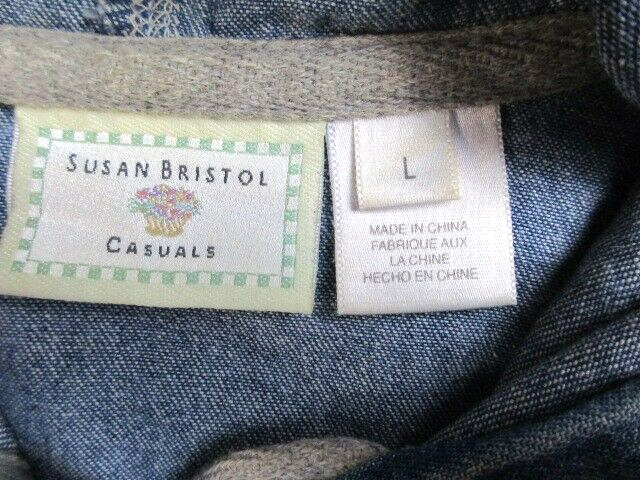 SUSAN BRISTOL
CASUALS
L
MADE IN CHINA
FABRIQUE AUX
LA CHINE
HECHO EN CHINE